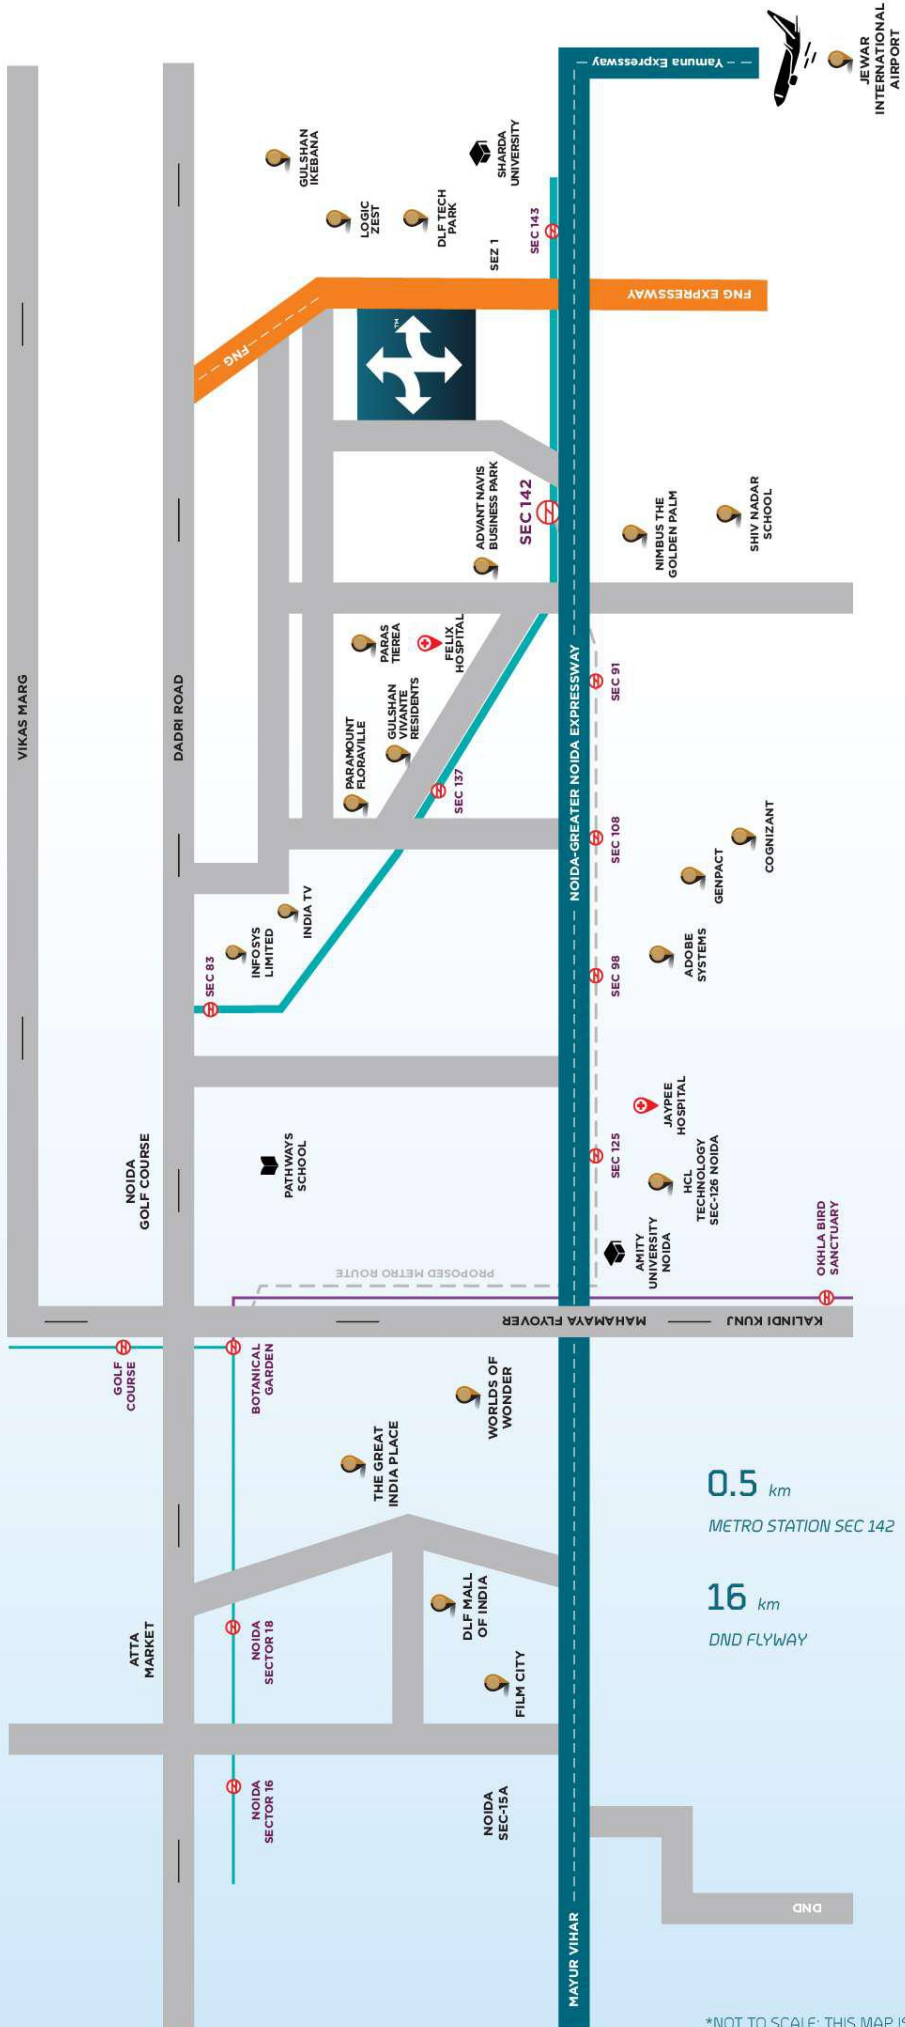 VIKAS MARG
DADRI ROAD
NOIDA
GOLF COURSE
ATTA
MARKET
GOLF
COURSE
BOTANICAL
GARDEN
NOIDA
SECTOR 18
NOIDA
SECTOR 16
SEC 83
INFOSYS
LIMITED
INDIA TV
PATHWAYS
SCHOOL
PROPOSED METRO ROUTE
THE GREAT
INDIA PLACE
WORLDS OF
WONDER
DLF MALL
OF INDIA
FILM CITY
NOIDA
SEC-15A
PARAMOUNT
FLORAVILLE
GULSHAN
VIVANTE
RESIDENTS
PARAS
TIEREA
FELIX
HOSPITAL
SEC 137
ADVANT NAVIS
BUSINESS PARK
SEC 142
FNG
TM
GULSHAN
IKEBANA
LOGIC
ZEST
DLF TECH
PARK
SEZ 1
SHARDA
UNIVERSITY
SEC 143
FNG EXPRESSWAY
Yamuna Expressway
JEWAR
INTERNATIONAL
AIRPORT
MAYUR VIHAR
NOIDA-GREATER NOIDA EXPRESSWAY
MAHAMAYA FLYOVER
KALINDI KUNJ
OKHLA BIRD
SANCTUARY
AMITY
UNIVERSITY
NOIDA
SEC 125
HCL
TECHNOLOGY
SEC-126 NOIDA
JAYPEE
HOSPITAL
SEC 98
ADOBE
SYSTEMS
SEC 108
GENPACT
COGNIZANT
SEC 91
NIMBUS THE
GOLDEN PALM
SHIV NADAR
SCHOOL
DND
0.5 km
METRO STATION SEC 142
16 km
DND FLYWAY
*NOT TO SCALE: THIS MAP IS